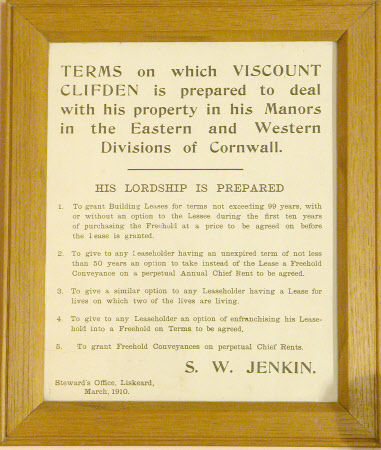 TERMS on which VISCOUNT
CLIFDEN is prepared to deal
with his property in his Manors
in the Eastern and Western
Divisions of Cornwall.
HIS LORDSHIP IS PREPARED
1. To grant Building Leases for terms not exceeding 99 years, with
or without an option to the Lessee during the first ten years
of purchasing the Freehold at a price to be agreed on before
the Lease is granted.
2. To give to any Leaseholder having an unexpired term of not less
than 50 years an option to take instead of the Lease a Freehold
Conveyance on a perpetual Annual Chief Rent to be agreed.
3. To give a similar option to any Leaseholder having a Lease for
lives on which two of the lives are living.
4. To give to any Leaseholder an option of enfranchising his Lease-
hold into a Freehold on Terms to be agreed,
5. To grant Freehold Conveyances on perpetual Chief Rents.
S. W. JENKIN.
Steward's Office, Liskeard,
March, 1910.